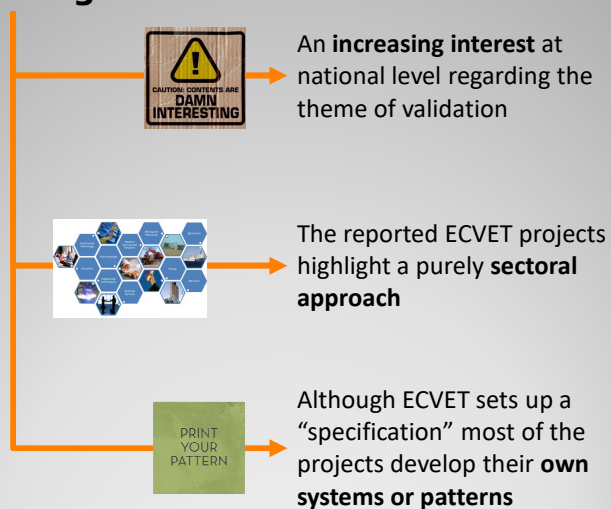 CAUTION: CONTENTS ARE
DAMN
INTERESTING
An increasing interest at
national level regarding the
theme of validation
The reported ECVET projects
highlight a purely sectoral
approach
PRINT
YOUR
PATTERN
Although ECVET sets up a
“specification” most of the
projects develop their own
systems or patterns